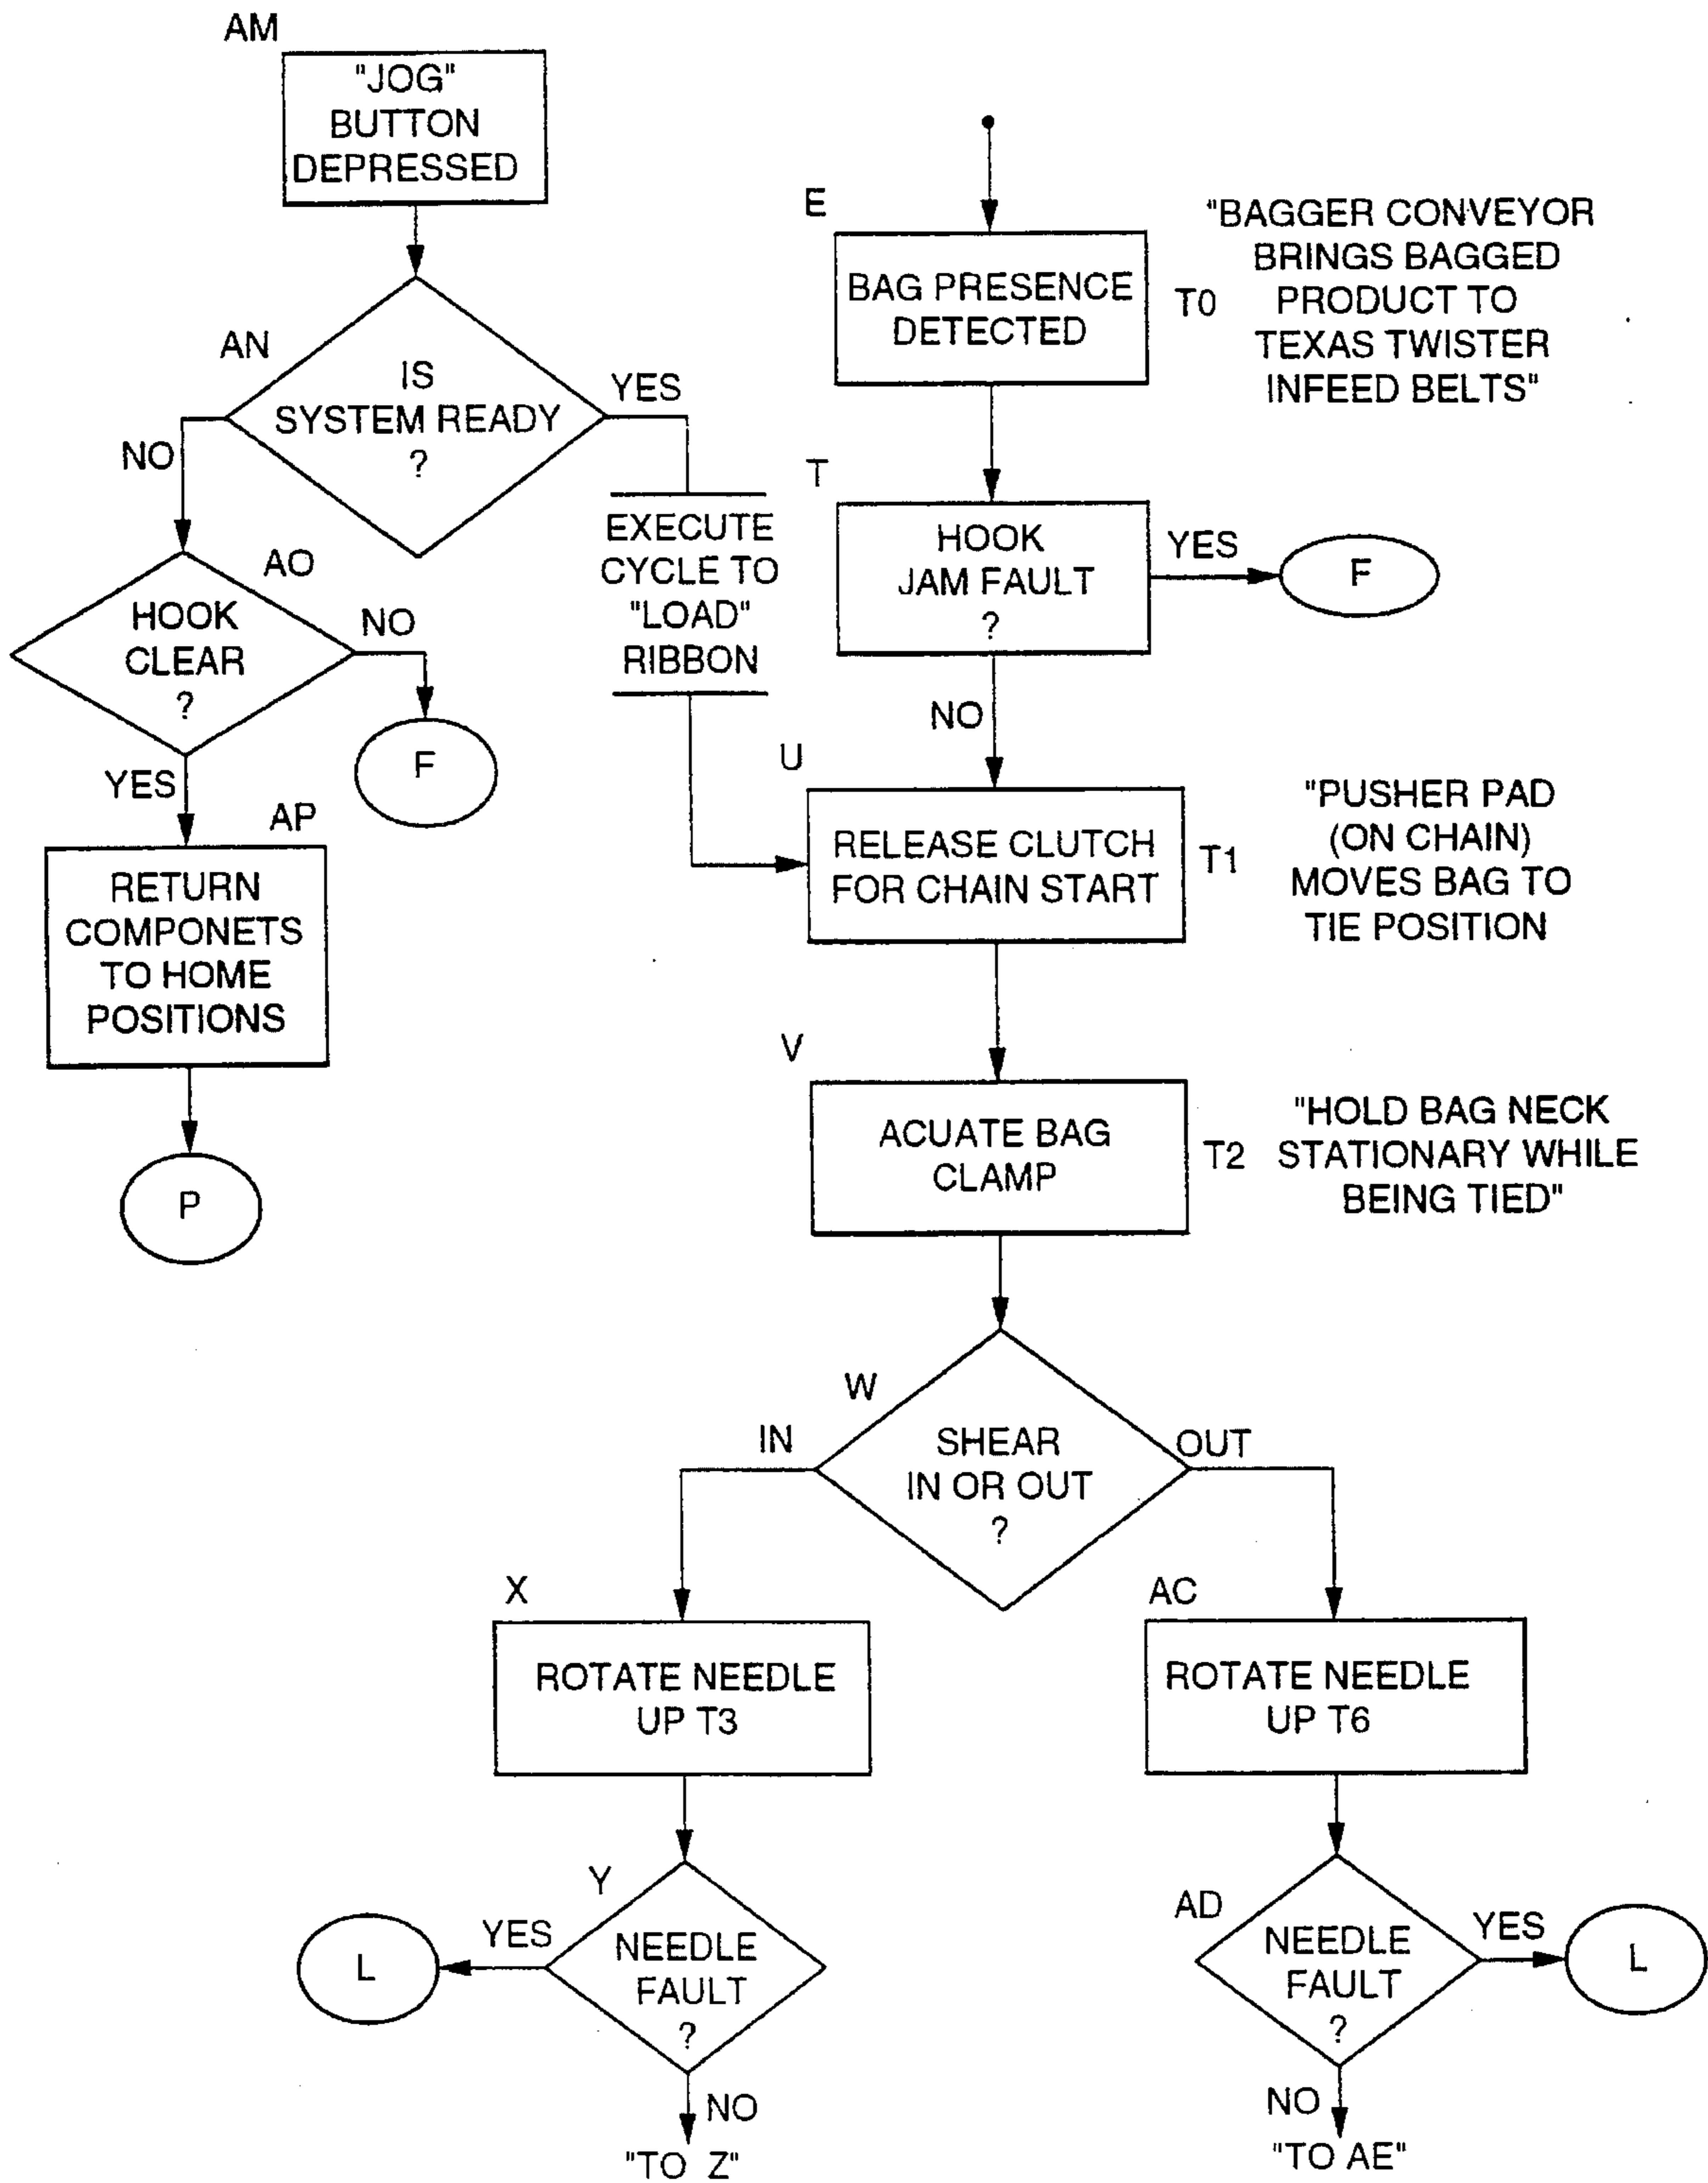 AM
"JOG"
BUTTON
DEPRESSED
AN
IS
SYSTEM READY
?
YES
NO
EXECUTE
CYCLE TO
"LOAD"
RIBBON
AO
HOOK
CLEAR
?
NO
F
YES
AP
RETURN
COMPONETS
TO HOME
POSITIONS
P
E
BAG PRESENCE
DETECTED
T0
"BAGGER CONVEYOR
BRINGS BAGGED
PRODUCT TO
TEXAS TWISTER
INFEED BELTS"
T
HOOK
JAM FAULT
?
YES
F
NO
U
RELEASE CLUTCH
FOR CHAIN START
T1
"PUSHER PAD
(ON CHAIN)
MOVES BAG TO
TIE POSITION
V
ACUATE BAG
CLAMP
T2
"HOLD BAG NECK
STATIONARY WHILE
BEING TIED"
W
SHEAR
IN OR OUT
?
IN
OUT
X
ROTATE NEEDLE
UP T3
Y
NEEDLE
FAULT
?
YES
L
NO
"TO Z"
AC
ROTATE NEEDLE
UP T6
AD
NEEDLE
FAULT
?
YES
L
NO
"TO AE"